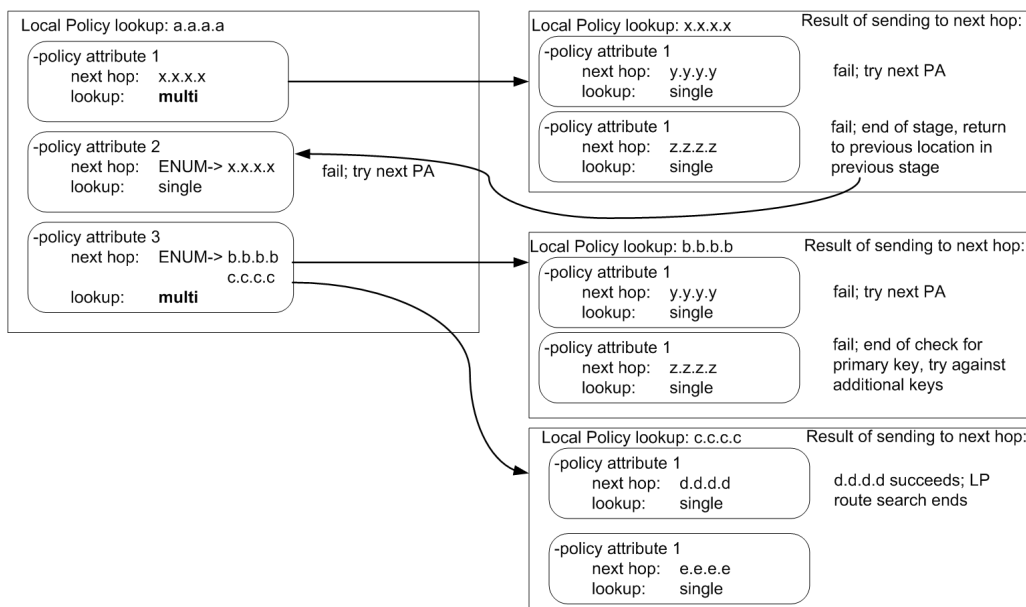 Local Policy lookup: a.a.a.a
-policy attribute 1
next hop: x.x.x.x
lookup: multi
-policy attribute 2
next hop: ENUM-> x.x.x.x
lookup: single
-policy attribute 3
next hop: ENUM-> b.b.b.b
c.c.c.c
lookup: multi
fail; try next PA
Local Policy lookup: x.x.x.x
Result of sending to next hop:
-policy attribute 1
next hop: y.y.y.y
lookup: single
fail; try next PA
-policy attribute 1
next hop: z.z.z.z
lookup: single
fail; end of stage, return
to previous location in
previous stage
Local Policy lookup: b.b.b.b
Result of sending to next hop:
-policy attribute 1
next hop: y.y.y.y
lookup: single
fail; try next PA
-policy attribute 1
next hop: z.z.z.z
lookup: single
fail; end of check for
primary key, try against
additional keys
Local Policy lookup: c.c.c.c
Result of sending to next hop:
-policy attribute 1
next hop: d.d.d.d
lookup: single
d.d.d.d succeeds; LP
route search ends
-policy attribute 1
next hop: e.e.e.e
lookup: single